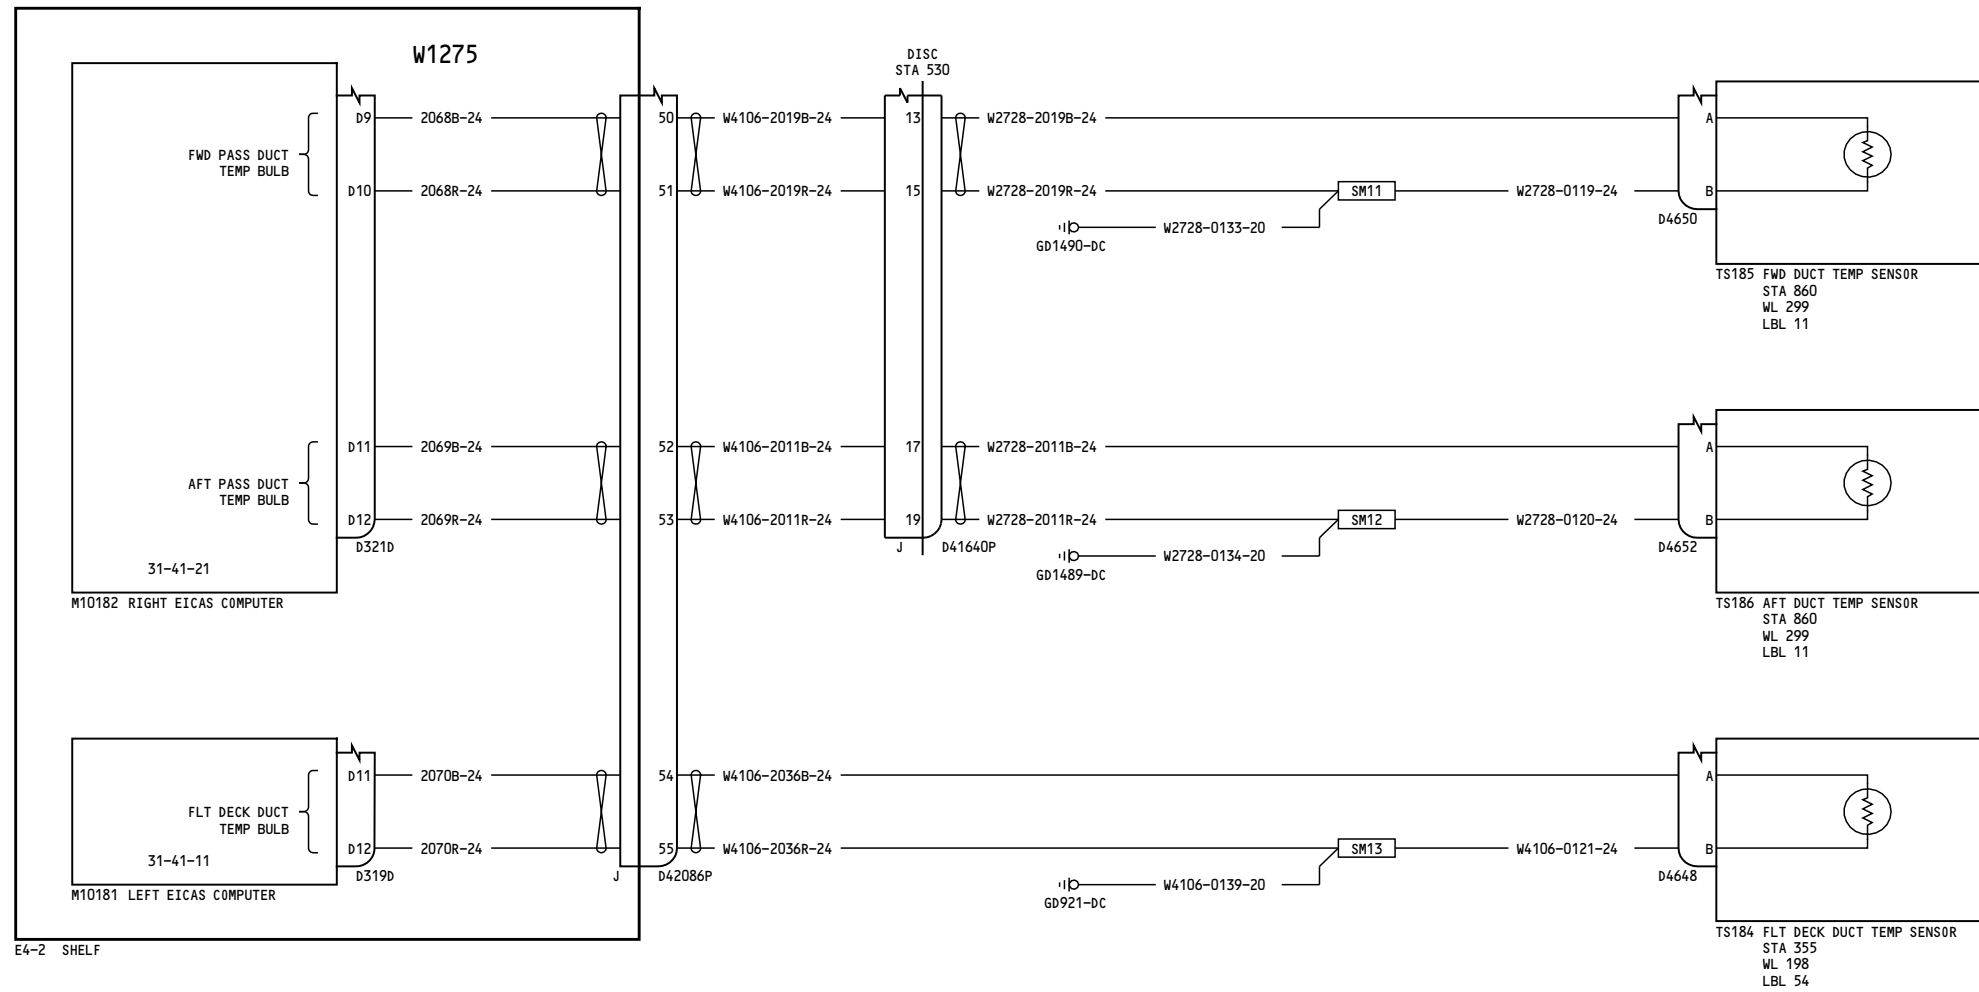 W1275
DISC
STA 530
D9
2068B-24
50
W4106-2019B-24
13
W2728-2019B-24
A
FWD PASS DUCT
TEMP BULB
D10
2068R-24
51
W4106-2019R-24
15
W2728-2019R-24
SM11
W2728-0119-24
B
D4650
W2728-0133-20
GD1490-DC
TS185 FWD DUCT TEMP SENSOR
STA 860
WL 299
LBL 11
D11
2069B-24
52
W4106-2011B-24
17
W2728-2011B-24
A
AFT PASS DUCT
TEMP BULB
D12
2069R-24
53
W4106-2011R-24
19
W2728-2011R-24
SM12
W2728-0120-24
B
D321D
J
D41640P
D4652
W2728-0134-20
GD1489-DC
31-41-21
M10182 RIGHT EICAS COMPUTER
TS186 AFT DUCT TEMP SENSOR
STA 860
WL 299
LBL 11
D11
2070B-24
54
W4106-2036B-24
A
FLT DECK DUCT
TEMP BULB
D12
2070R-24
55
W4106-2036R-24
SM13
W4106-0121-24
B
31-41-11
D319D
J
D42086P
D4648
W4106-0139-20
GD921-DC
M10181 LEFT EICAS COMPUTER
TS184 FLT DECK DUCT TEMP SENSOR
STA 355
WL 198
LBL 54
E4-2 SHELF